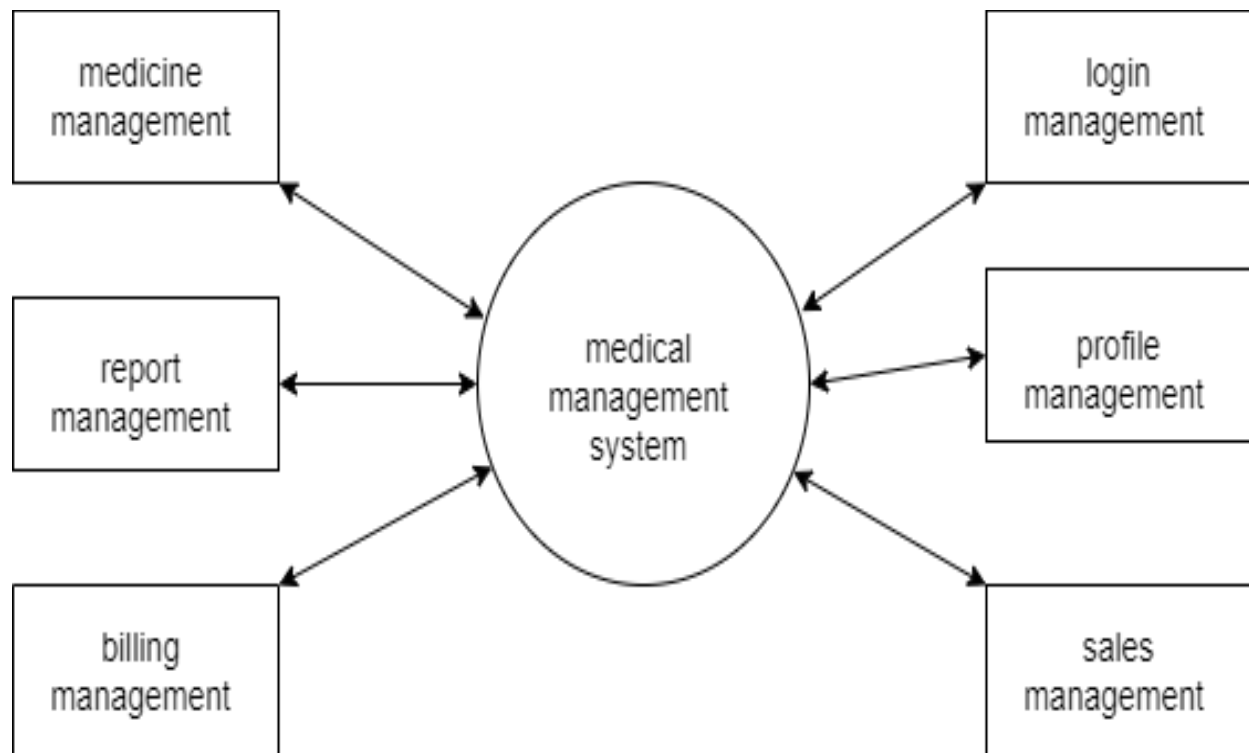 medicine
management
login
management
report
management
medical
management
system
profile
management
billing
management
sales
management